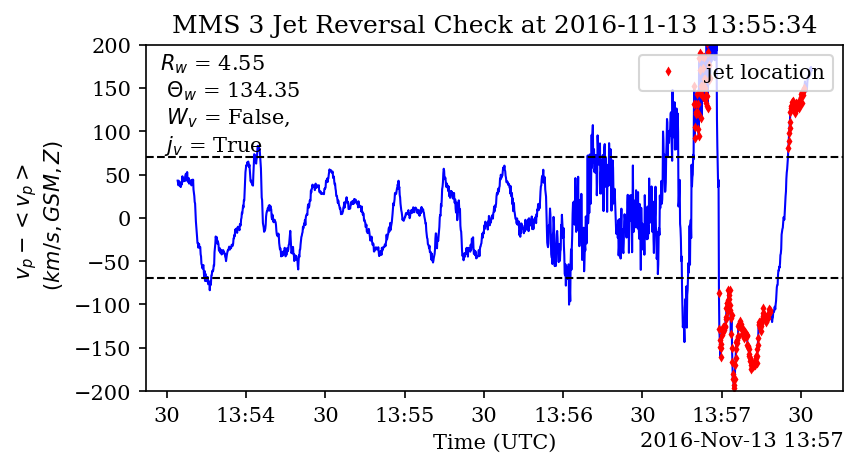 MMS 3 Jet Reversal Check at 2016-11-13 13:55:34
R_w = 4.55
Θ_w = 134.35
W_v = False,
j_v = True
jet location
200
150
100
50
0
−50
−100
−150
−200
v_p − < v_p >
(km/s, GSM, Z)
30 13:54 30 13:55 30 13:56 30 13:57 30
Time (UTC)
2016-Nov-13 13:57